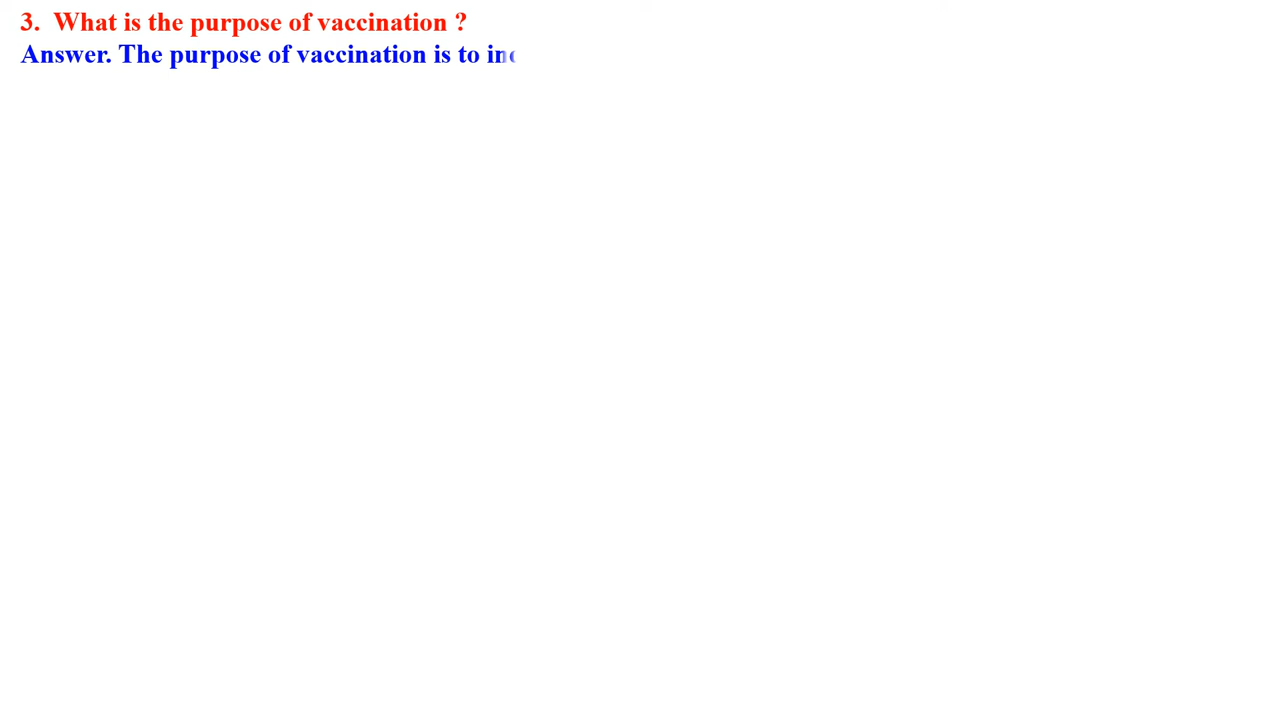 3. What is the purpose of vaccination ?
Answer. The purpose of vaccination is to